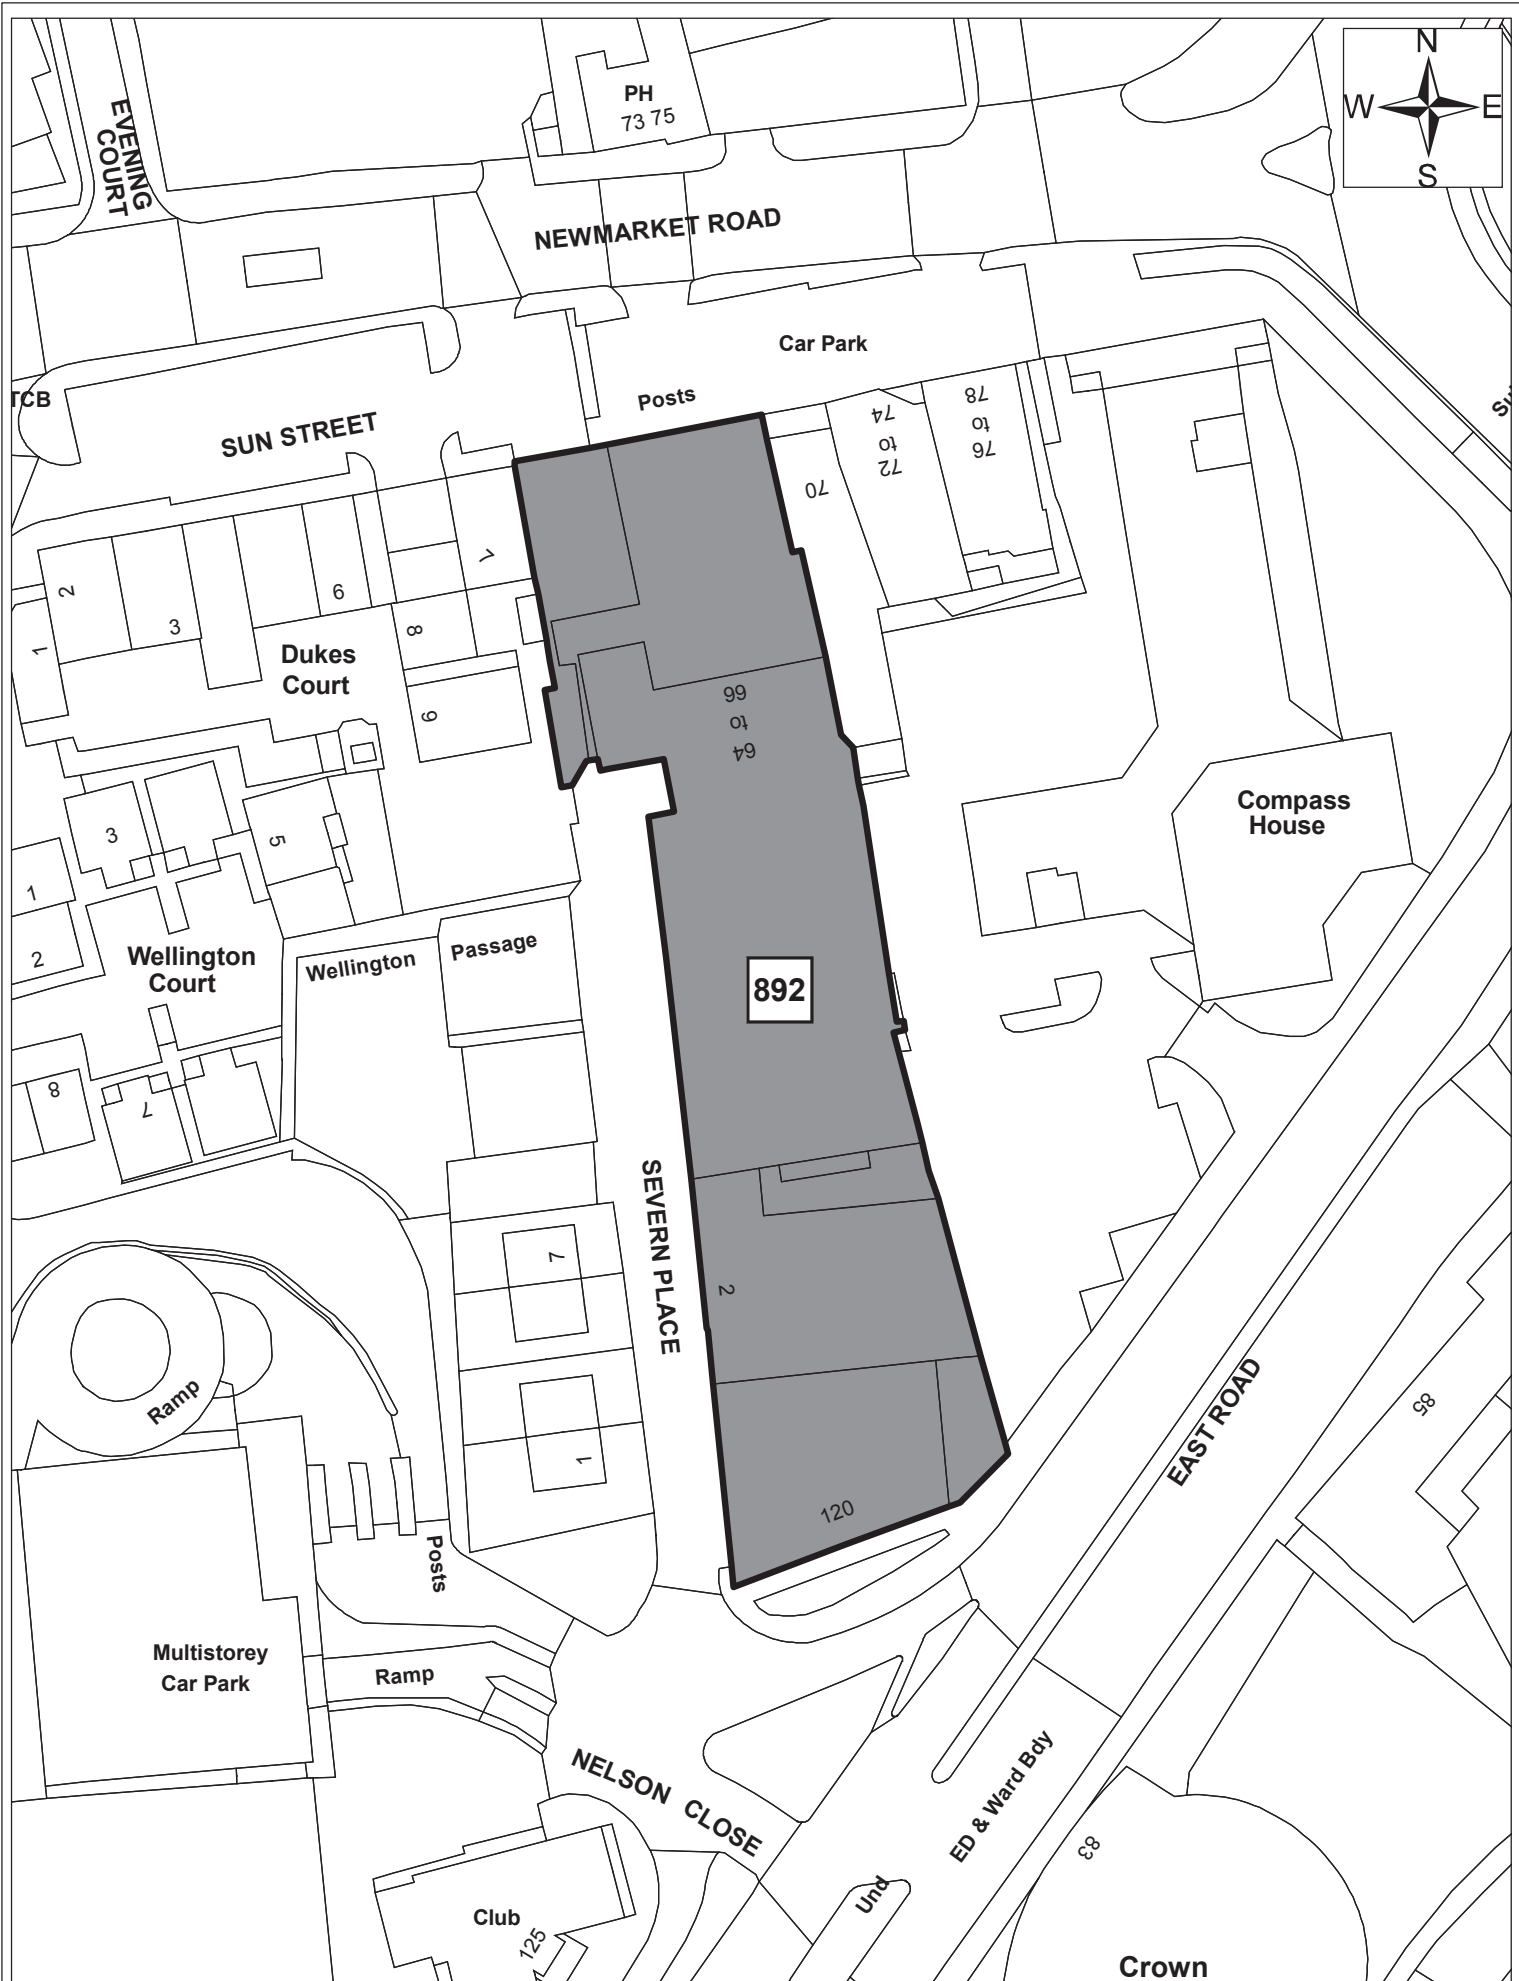 N
W E
S
PH
73 75
EVENING
COURT
NEWMARKET ROAD
Car Park
Posts
TCB
SUN STREET
78
to
76
74
to
72
70
2
3
6
7
8
1
Dukes
Court
9
66
to
64
Compass
House
3
5
1
2
Wellington
Court
Wellington Passage
892
8
7
SEVERN PLACE
7
2
Ramp
1
EAST ROAD
85
120
Posts
Multistorey
Car Park
Ramp
NELSON CLOSE
ED & Ward Bdy
83
Und
Club
125
Crown